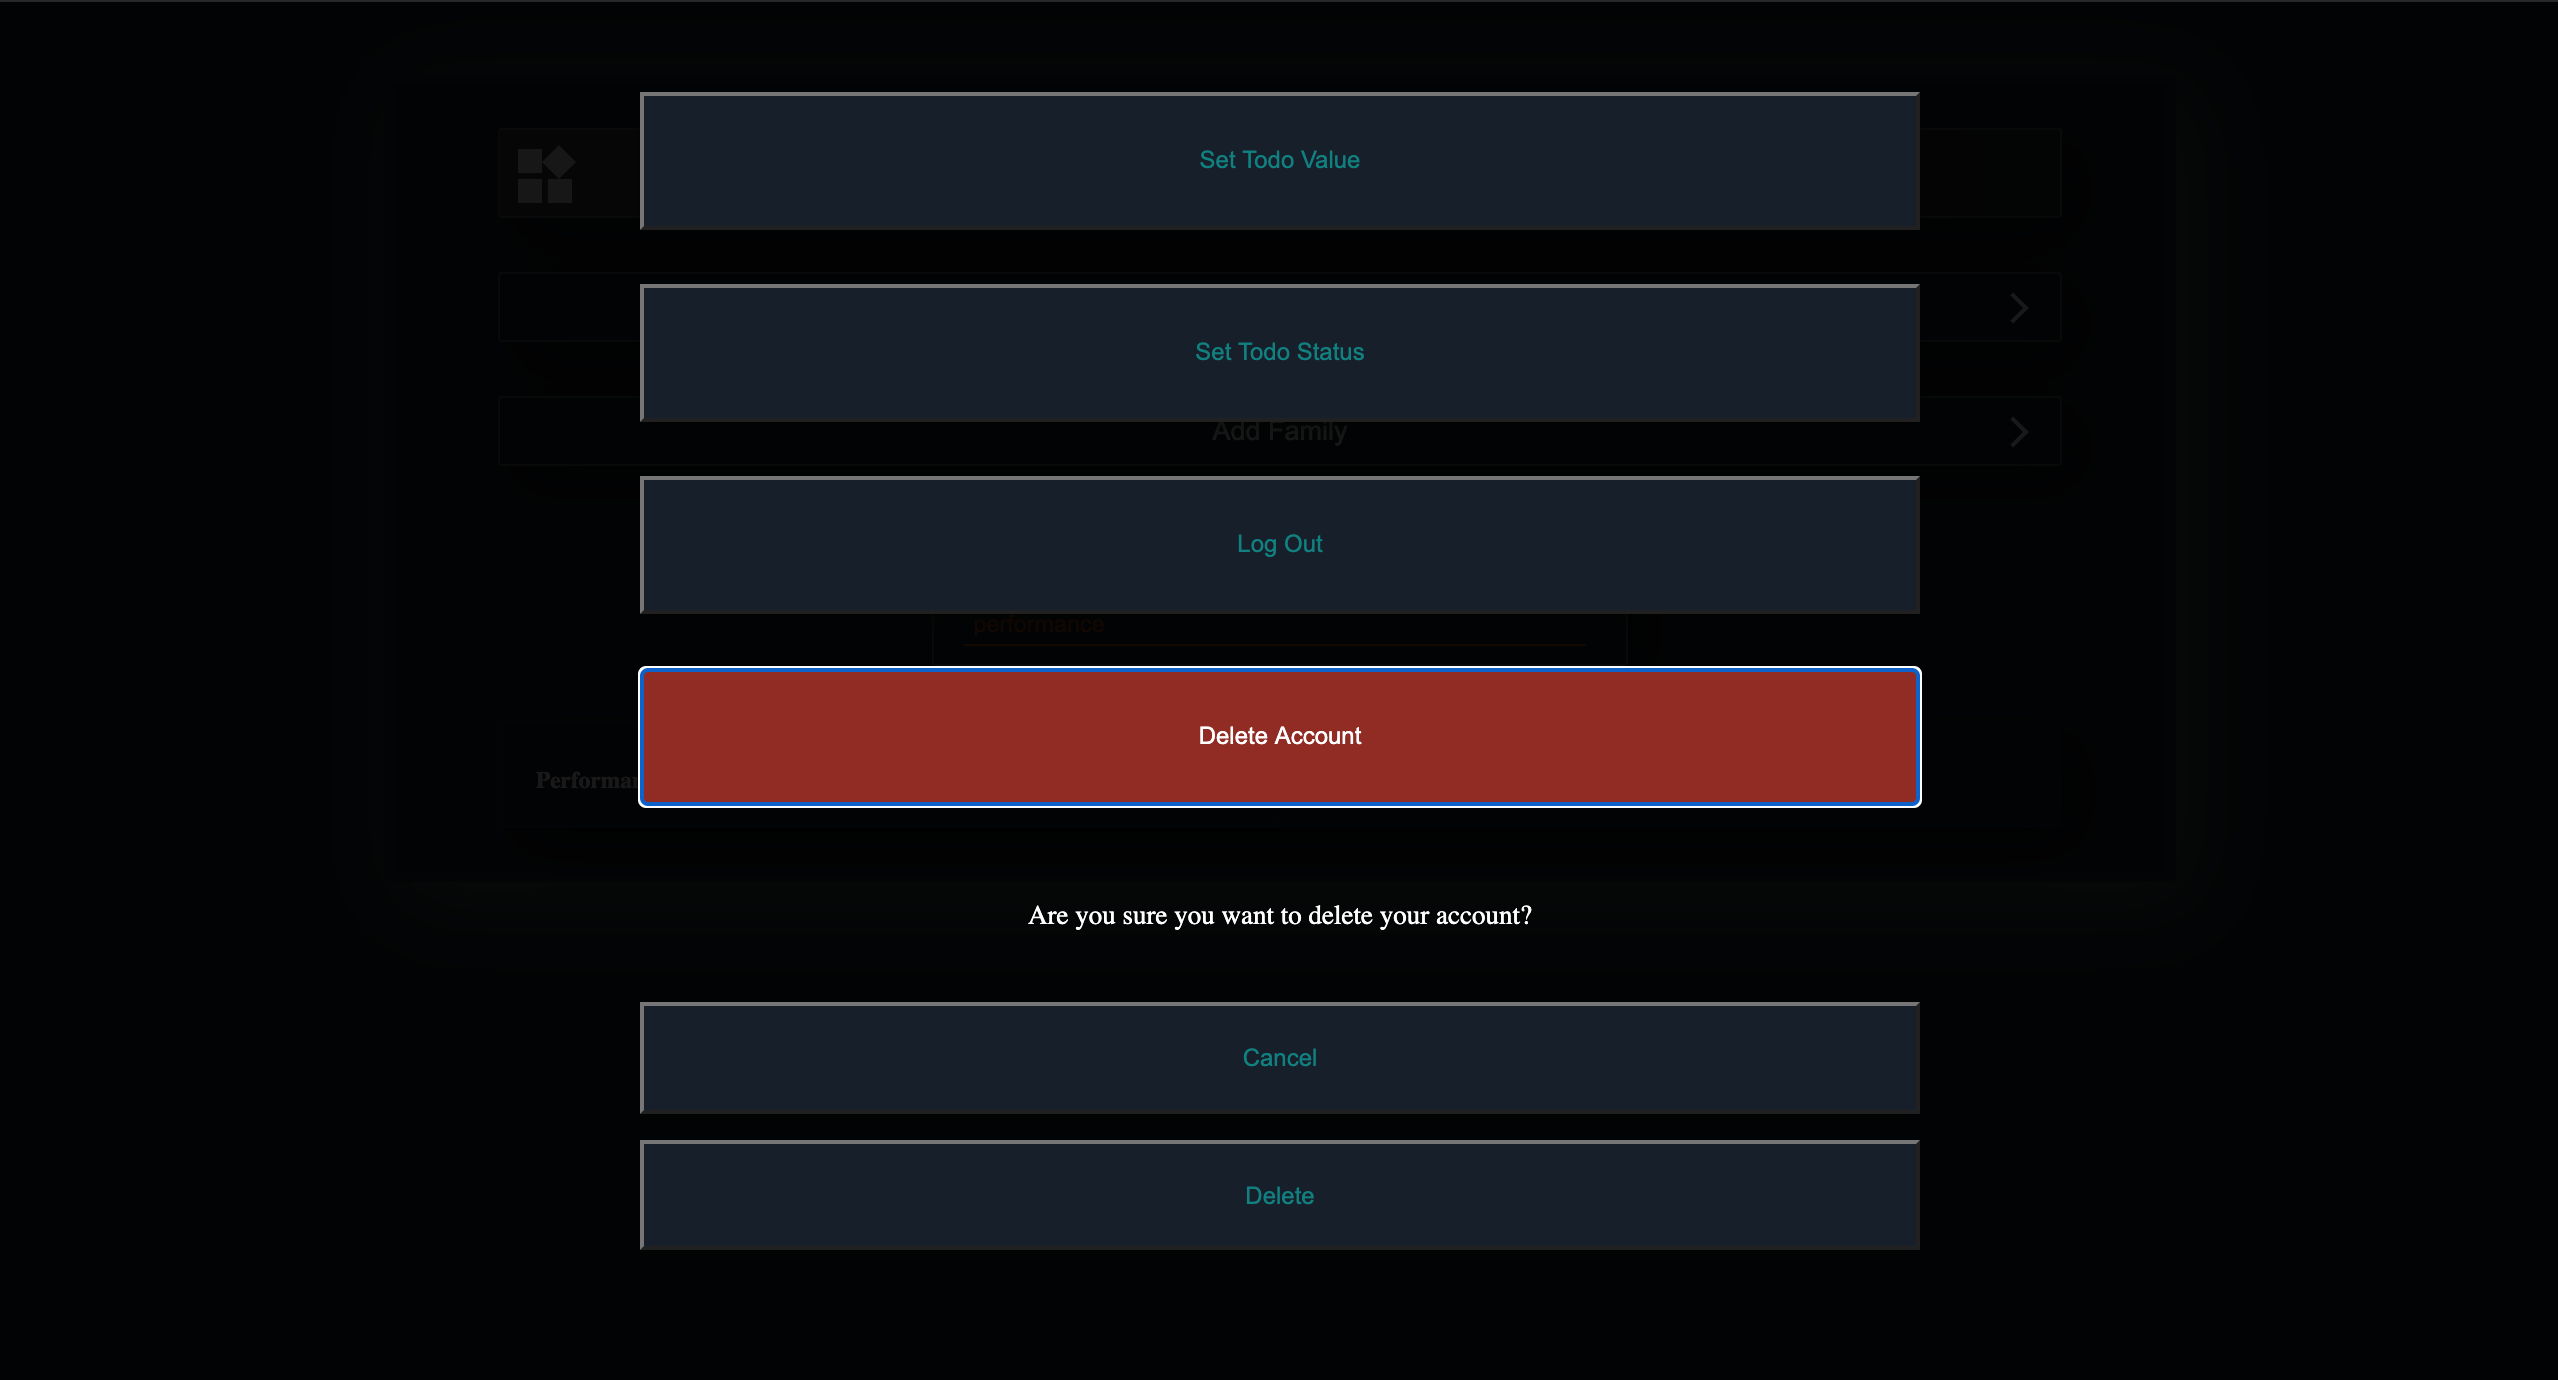 Set Todo Value
Set Todo Status
Add Family
Log Out
performance
Delete Account
Are you sure you want to delete your account?
Cancel
Delete